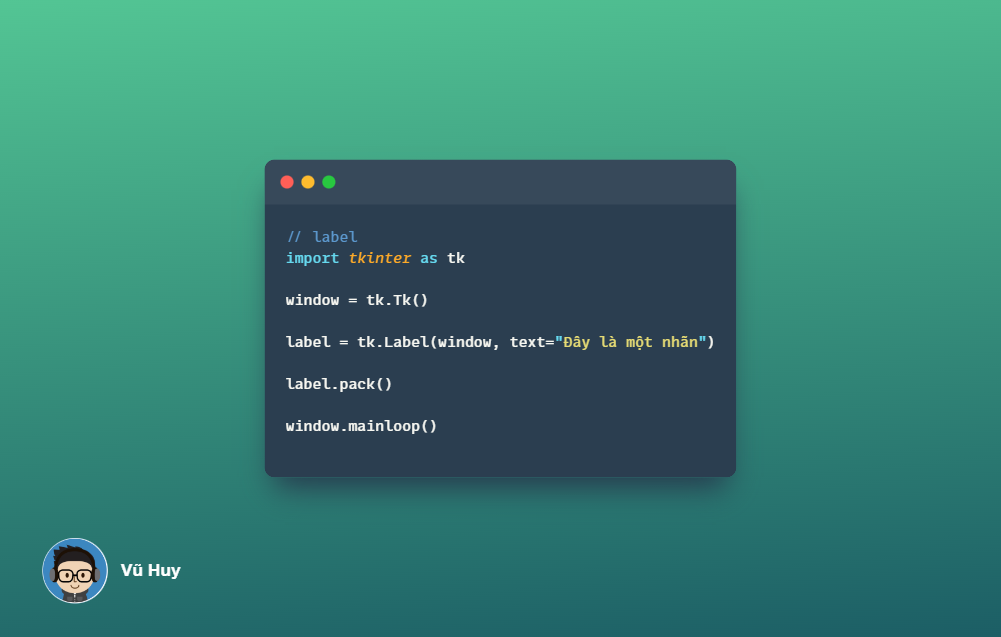 // label
import tkinter as tk
window = tk.Tk()
label = tk.Label(window, text="Đây là một nhãn")
label.pack()
window.mainloop()
Vũ Huy